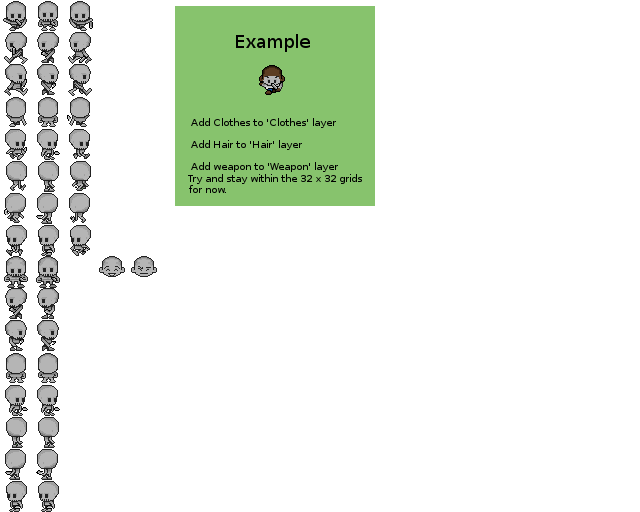 Example
Add Clothes to 'Clothes' layer
Add Hair to 'Hair' layer
Add weapon to 'Weapon' layer
Try and stay within the 32 x 32 grids
for now.